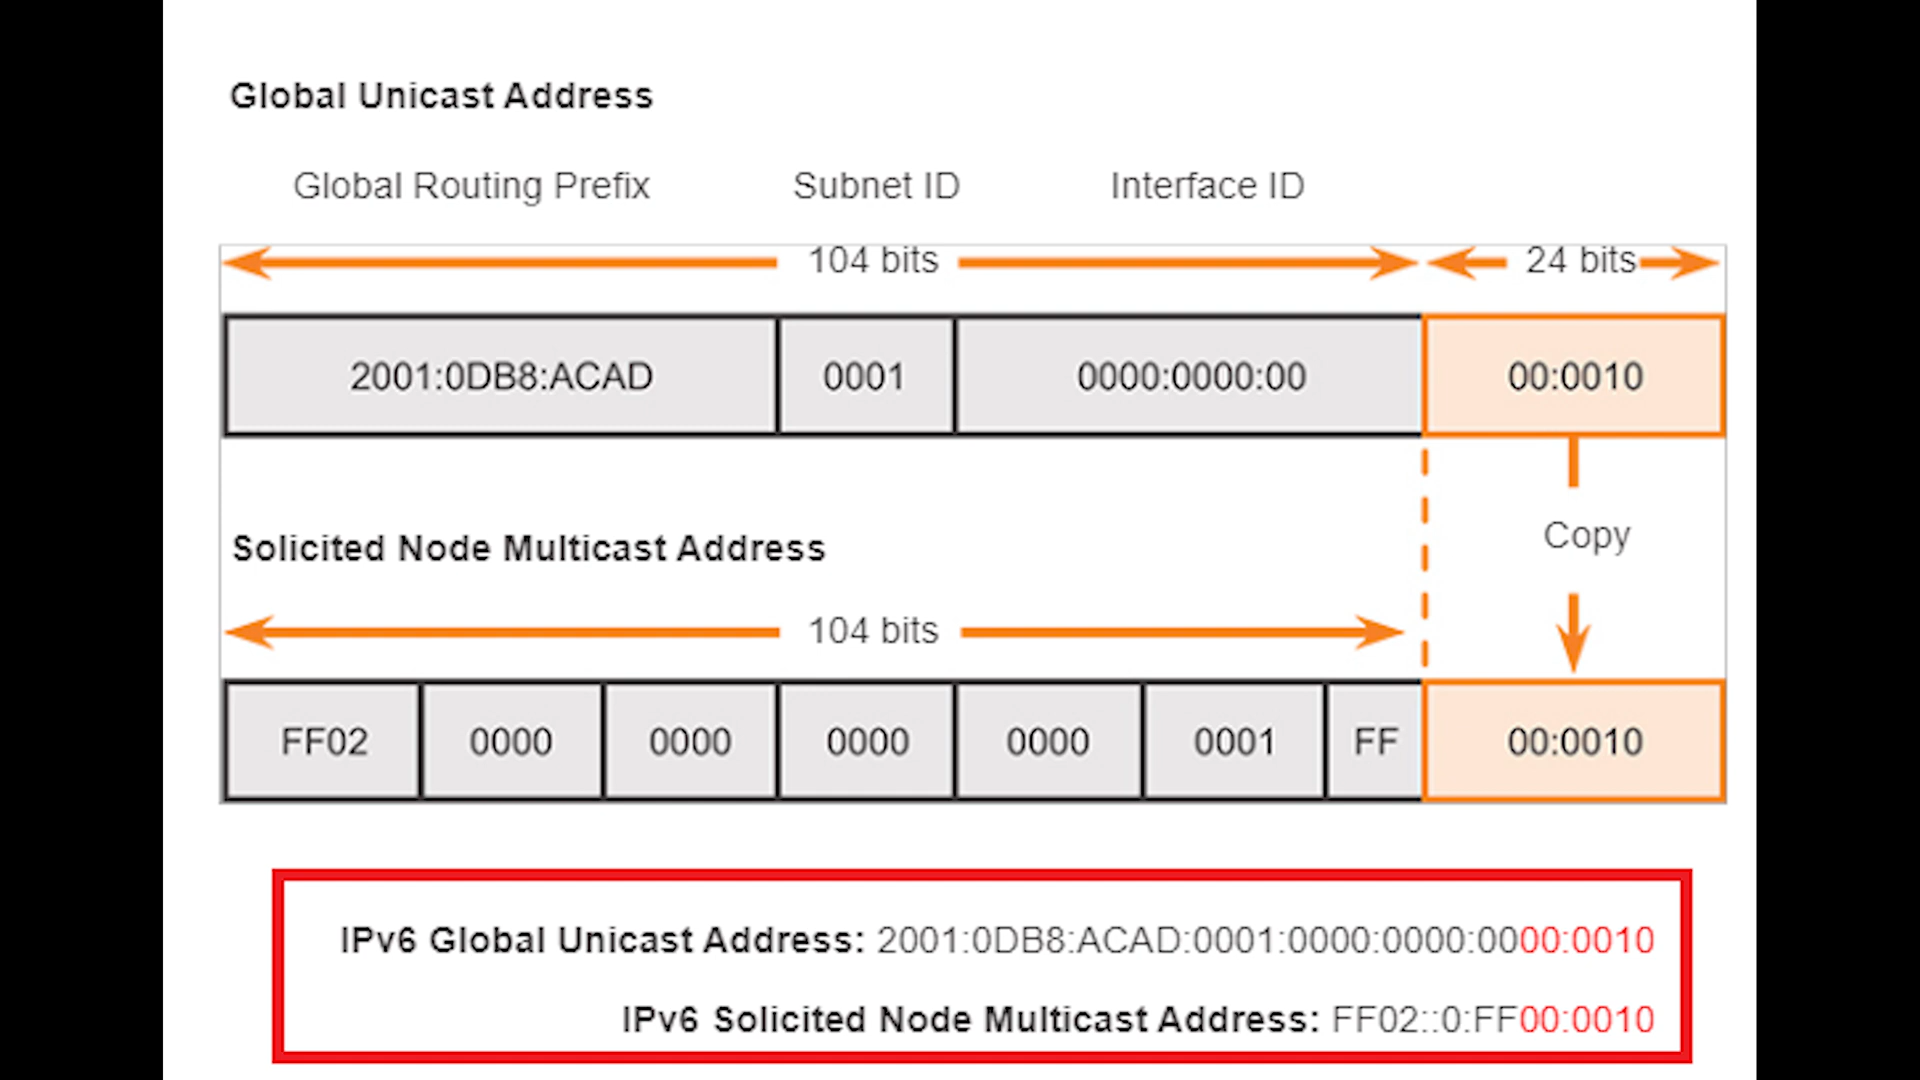 Global Unicast Address
Global Routing Prefix Subnet ID Interface ID
104 bits 24 bits
2001:0DB8:ACAD 0001 0000:0000:00 00:0010
Copy
Solicited Node Multicast Address
104 bits
FF02 0000 0000 0000 0000 0001 FF 00:0010
IPv6 Global Unicast Address: 2001:0DB8:ACAD:0001:0000:0000:0000:0010
IPv6 Solicited Node Multicast Address: FF02::0:FF00:0010